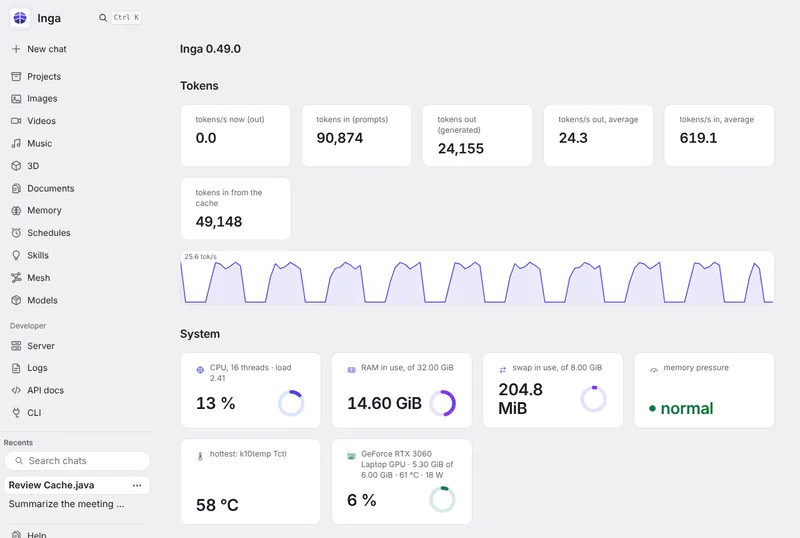 Inga
Ctrl K
New chat
Projects
Images
Videos
Music
3D
Documents
Memory
Schedules
Skills
Mesh
Models
Developer
Server
Logs
API docs
CLI
Recents
Search chats
Review Cache.java
Summarize the meeting ...
Help
Inga 0.49.0
Tokens
tokens/s now (out)
0.0
tokens in (prompts)
90,874
tokens out
(generated)
24,155
tokens/s out, average
24.3
tokens/s in, average
619.1
tokens in from the
cache
49,148
25.6 tok/s
System
CPU, 16 threads · load
2.41
13 %
RAM in use, of 32.00 GiB
14.60 GiB
swap in use, of 8.00 GiB
204.8
MiB
memory pressure
normal
hottest: k10temp Tctl
58 °C
GeForce RTX 3060
Laptop GPU · 5.30 GiB of
6.00 GiB · 61 °C · 18 W
6 %